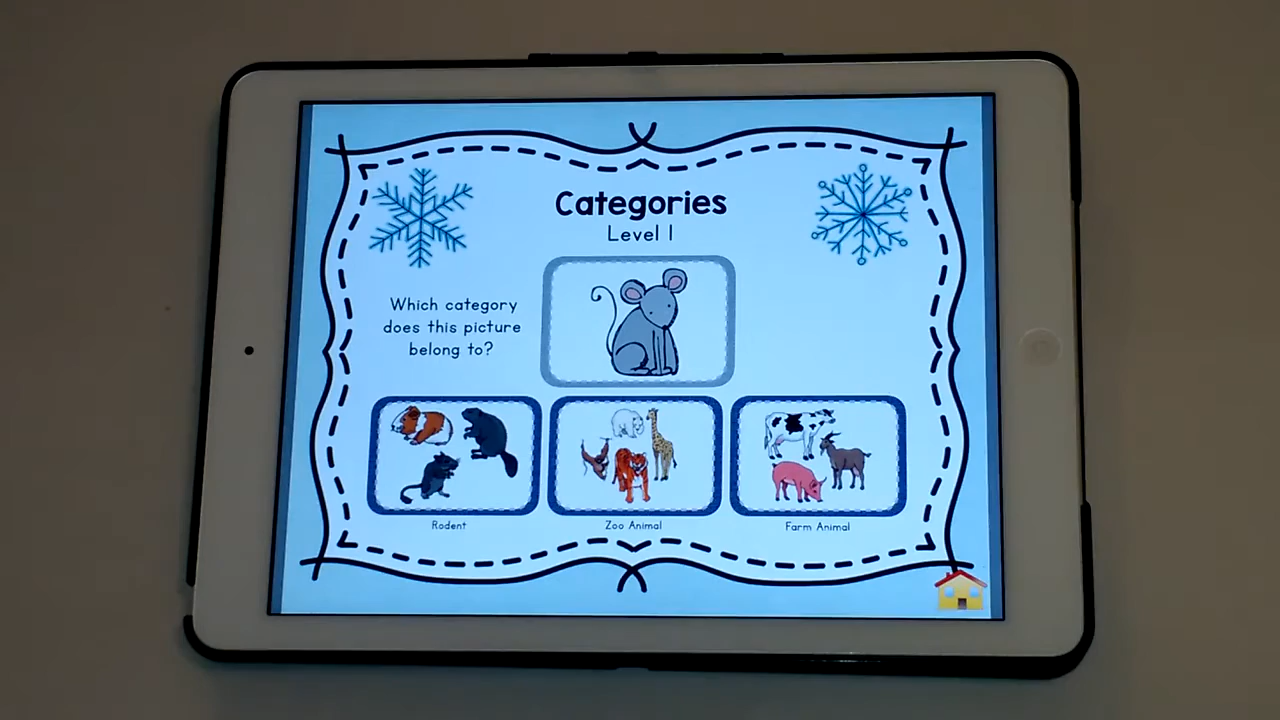 Categories
Level 1
Which category
does this picture
belong to?
Rodent
Zoo Animal
Farm Animal